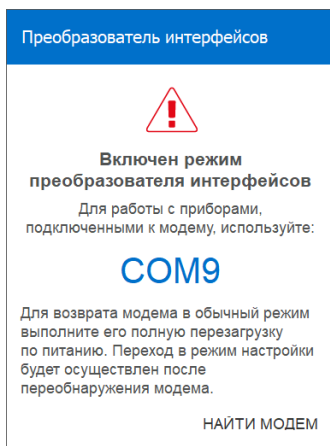 Преобразователь интерфейсов
Включен режим
преобразователя интерфейсов
Для работы с приборами,
подключенными к модему, используйте:
COM9
Для возврата модема в обычный режим
выполните его полную перезагрузку
по питанию. Переход в режим настройки
будет осуществлен после
переобнаружения модема.
НАЙТИ МОДЕМ